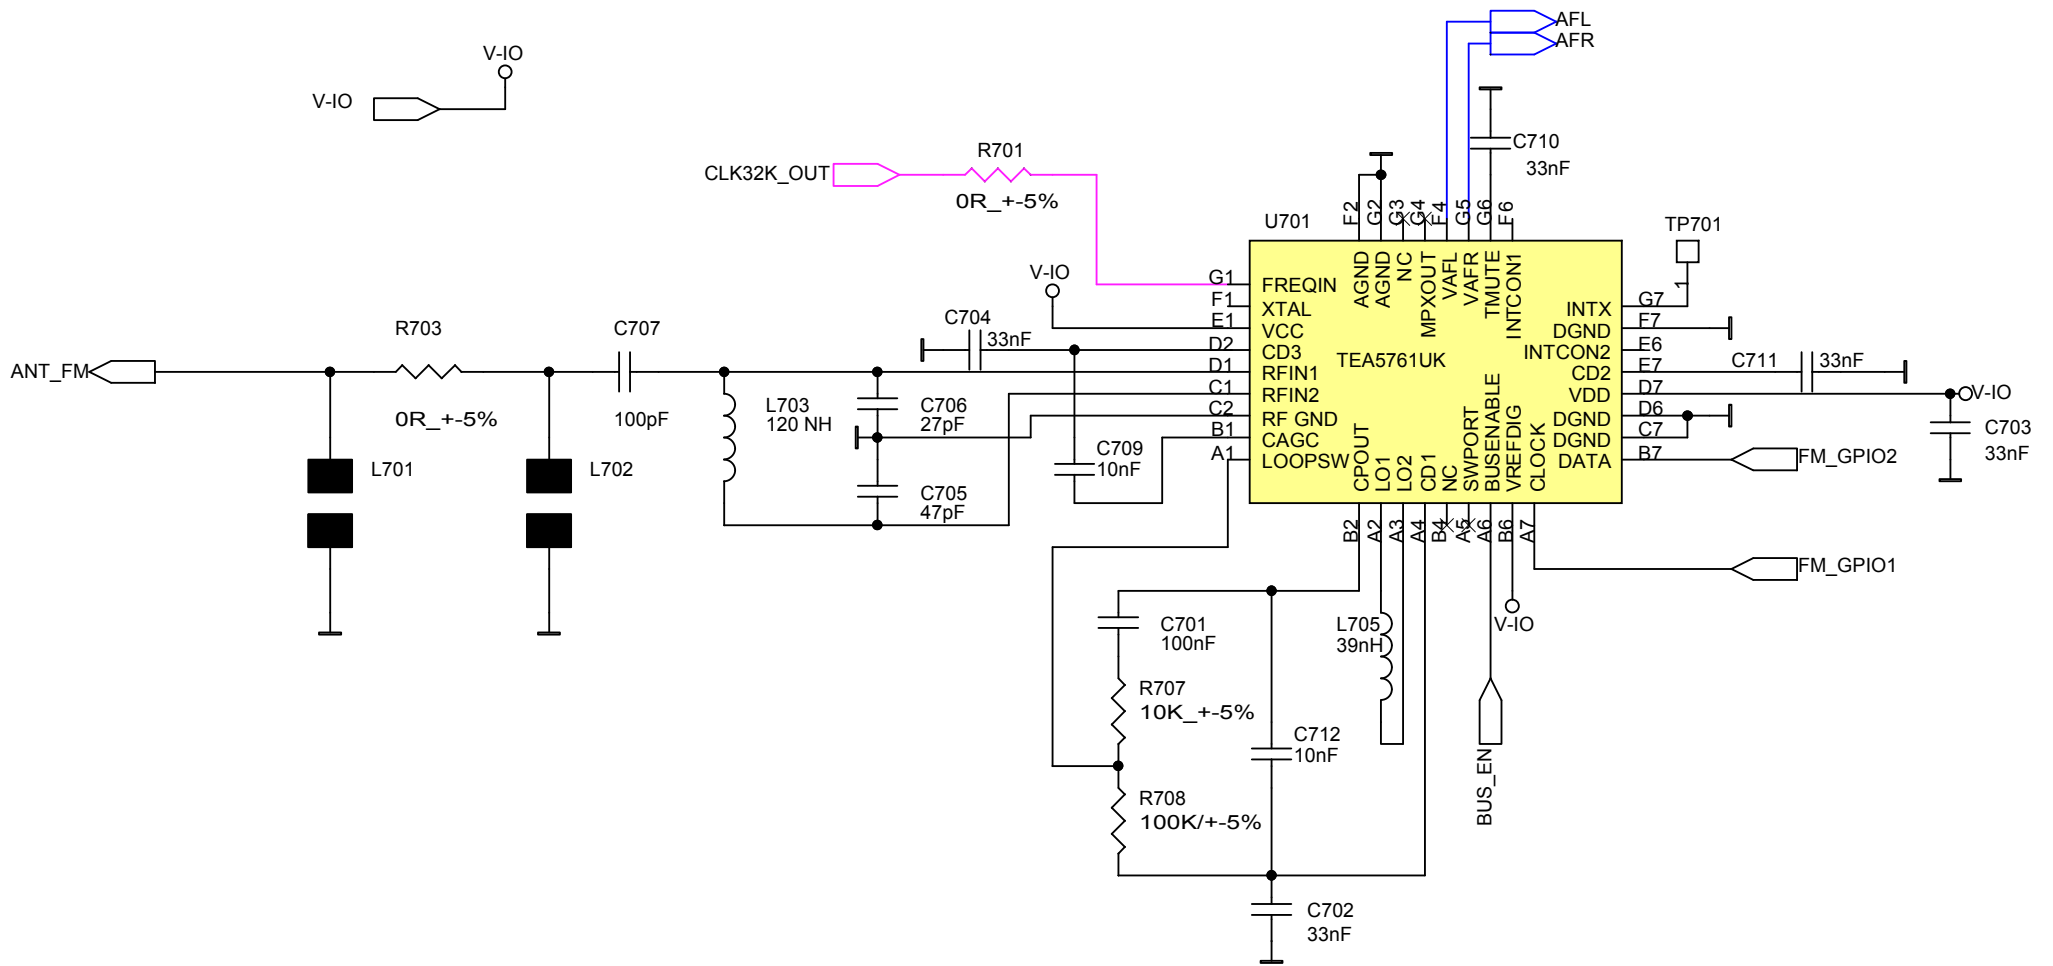 AFL
AFR
V-IO
V-IO
C710
33nF
R701
CLK32K_OUT
0R_+-5%
U701
F2
G2
G3
G4
F4
G5
G6
F6
TP701
1
V-IO
AGND
AGND
NC
MPXOUT
VAFL
VAFR
TMUTE
INTCON1
G1 FREQIN
F1 XTAL
E1 VCC
D2 CD3
D1 RFIN1
C1 RFIN2
C2 RF GND
B1 CAGC
A1 LOOPSW
TEA5761UK
INTX G7
DGND F7
INTCON2 E6
CD2 E7
VDD D7
DGND D6
DGND C7
DATA B7
CPOUT
LO1
LO2
CD1
NC
SWPORT
BUSENABLE
VREFDIG
CLOCK
B2
A2
A3
A4
B4
A5
A6
B6
A7
C704
33nF
R703
0R_+-5%
C707
100pF
ANT_FM
L703
120 NH
C706
27pF
C705
47pF
C709
10nF
L701
L702
C711
33nF
V-IO
C703
33nF
FM_GPIO2
FM_GPIO1
V-IO
C701
100nF
L705
39nH
R707
10K_+-5%
C712
10nF
R708
100K/+-5%
BUS_EN
C702
33nF